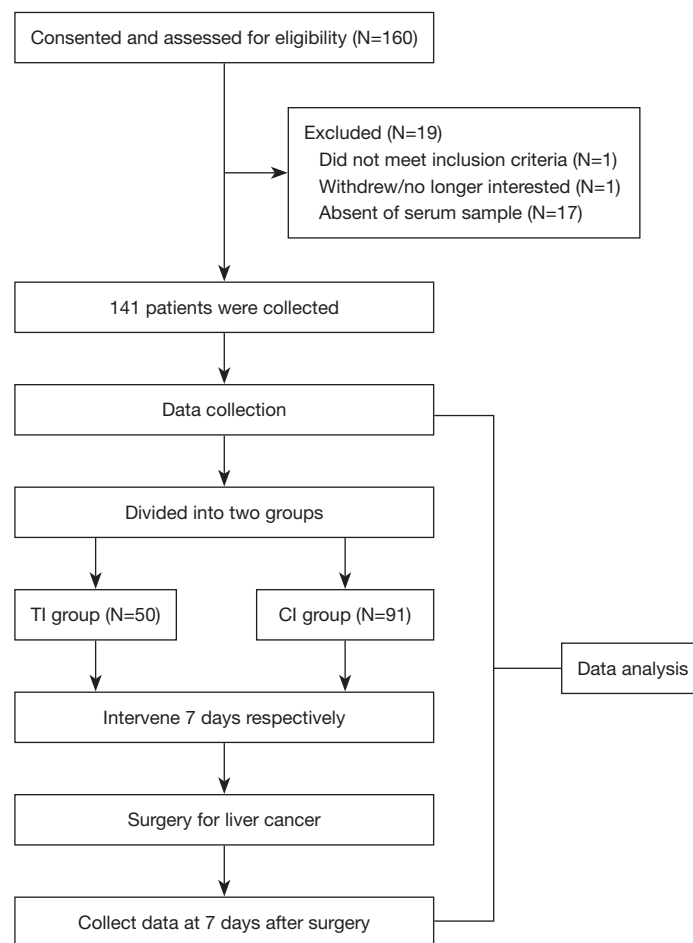 Consented and assessed for eligibility (N=160)
Excluded (N=19)
Did not meet inclusion criteria (N=1)
Withdrew/no longer interested (N=1)
Absent of serum sample (N=17)
141 patients were collected
Data collection
Divided into two groups
TI group (N=50)
CI group (N=91)
Data analysis
Intervene 7 days respectively
Surgery for liver cancer
Collect data at 7 days after surgery